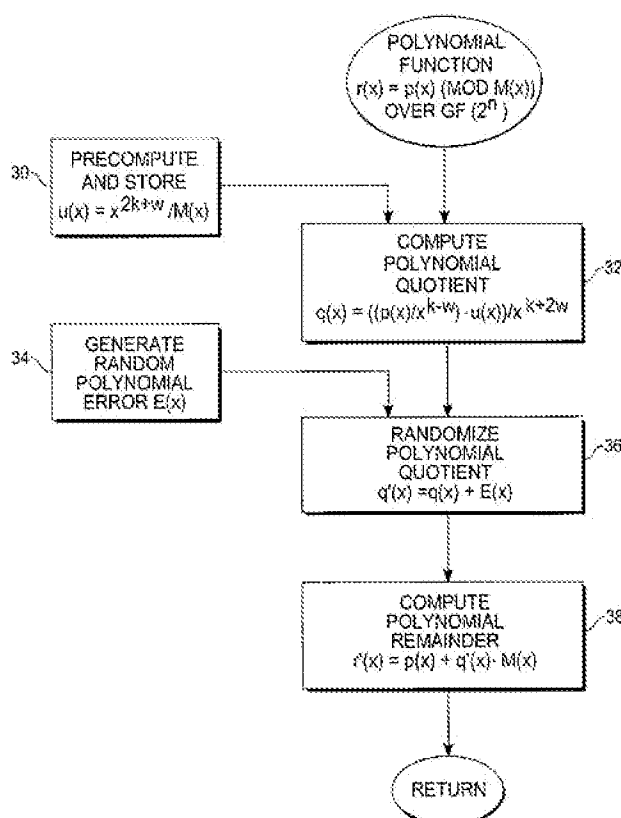 POLYNOMIAL
FUNCTION
r(x) = p(x) (MOD M(x))
OVER GF (2^n)
30
PRECOMPUTE
AND STORE
u(x) = x^2k+w /M(x)
COMPUTE
POLYNOMIAL
QUOTIENT
q(x) = ((p(x)/x^k-w) · u(x))/x^k+2w
32
34
GENERATE
RANDOM
POLYNOMIAL
ERROR E(x)
RANDOMIZE
POLYNOMIAL
QUOTIENT
q'(x) =q(x) + E(x)
36
COMPUTE
POLYNOMIAL
REMAINDER
r'(x) = p(x) + q'(x)· M(x)
38
RETURN